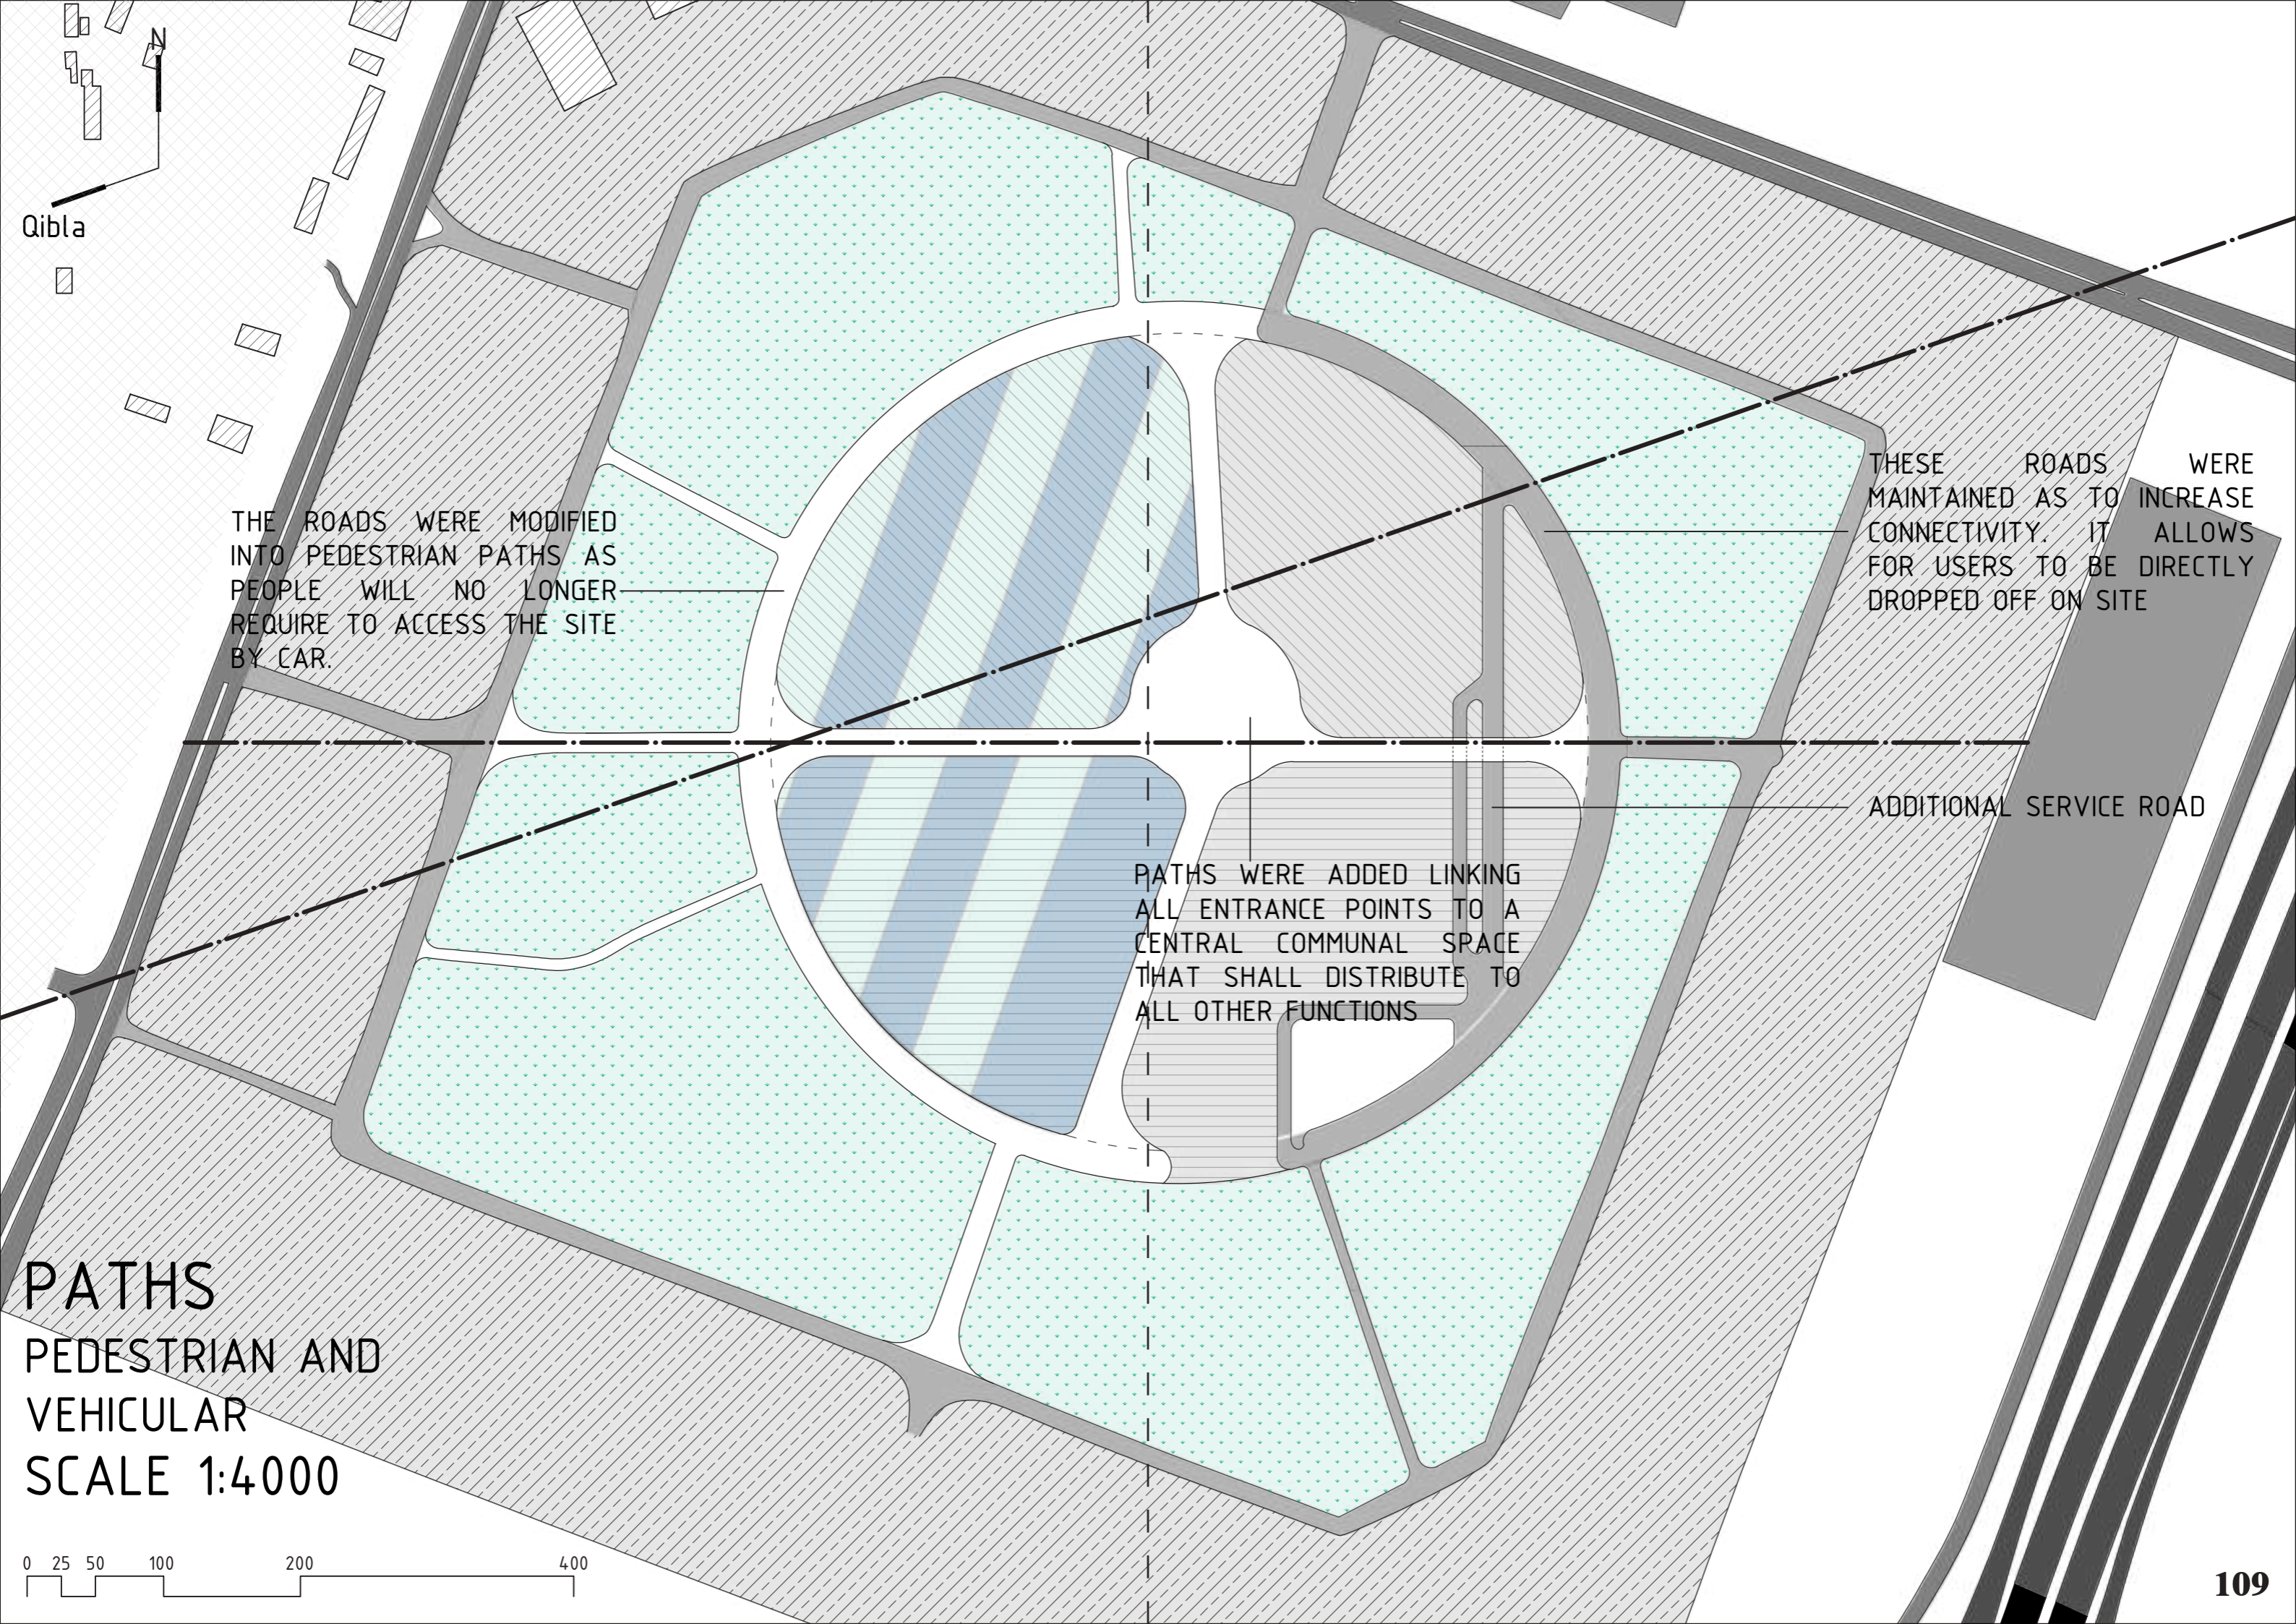 N
Qibla
THE ROADS WERE MODIFIED
INTO PEDESTRIAN PATHS AS
PEOPLE WILL NO LONGER
REQUIRE TO ACCESS THE SITE
BY CAR.
THESE ROADS WERE
MAINTAINED AS TO INCREASE
CONNECTIVITY. IT ALLOWS
FOR USERS TO BE DIRECTLY
DROPPED OFF ON SITE
ADDITIONAL SERVICE ROAD
PATHS WERE ADDED LINKING
ALL ENTRANCE POINTS TO A
CENTRAL COMMUNAL SPACE
THAT SHALL DISTRIBUTE TO
ALL OTHER FUNCTIONS
PATHS
PEDESTRIAN AND
VEHICULAR
SCALE 1:4000
0 25 50 100 200 400
109